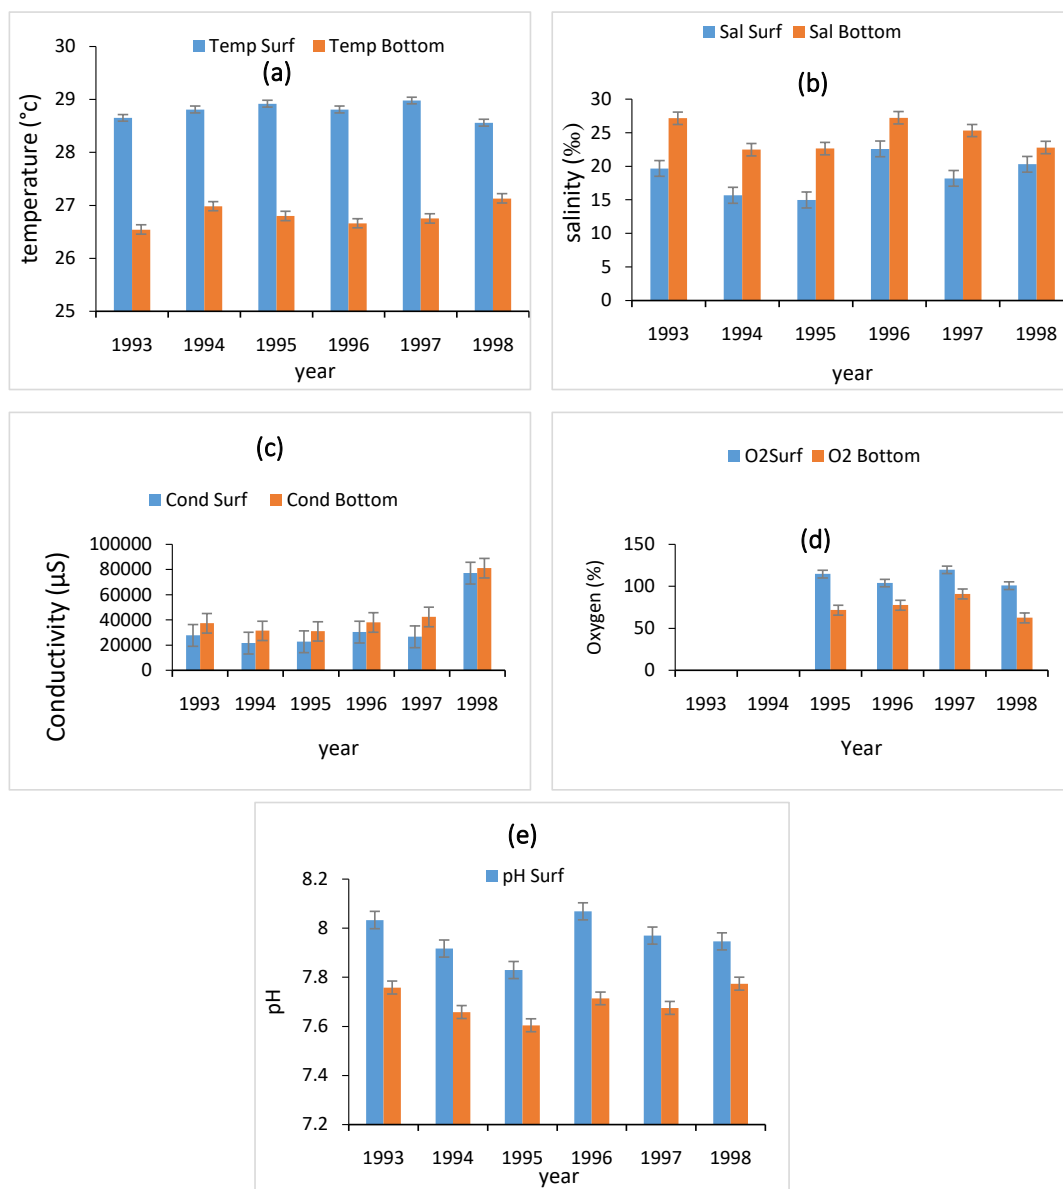 Temp Surf Temp Bottom
(a)
30
29
28
27
26
25
temperature (°c)
1993 1994 1995 1996 1997 1998
year
Sal Surf Sal Bottom
(b)
30
25
20
15
10
5
0
salinity (‰)
1993 1994 1995 1996 1997 1998
year
(c)
Cond Surf Cond Bottom
100000
80000
60000
40000
20000
0
Conductivity (µS)
1993 1994 1995 1996 1997 1998
year
O2Surf O2 Bottom
(d)
150
100
50
0
Oxygen (%)
1993 1994 1995 1996 1997 1998
Year
(e)
pH Surf
8.2
8
7.8
7.6
7.4
7.2
pH
1993 1994 1995 1996 1997 1998
year